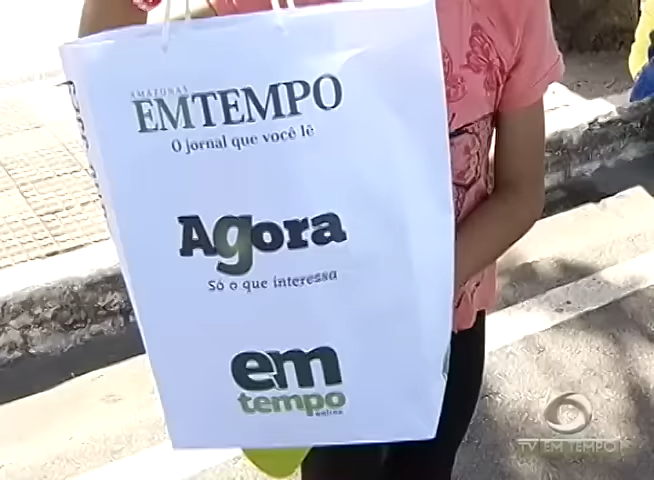 AMAZONAS
EMTEMPO
O jornal que você lê
Agora
Só o que interessa
em
tempo
online
TV EM TEMPO